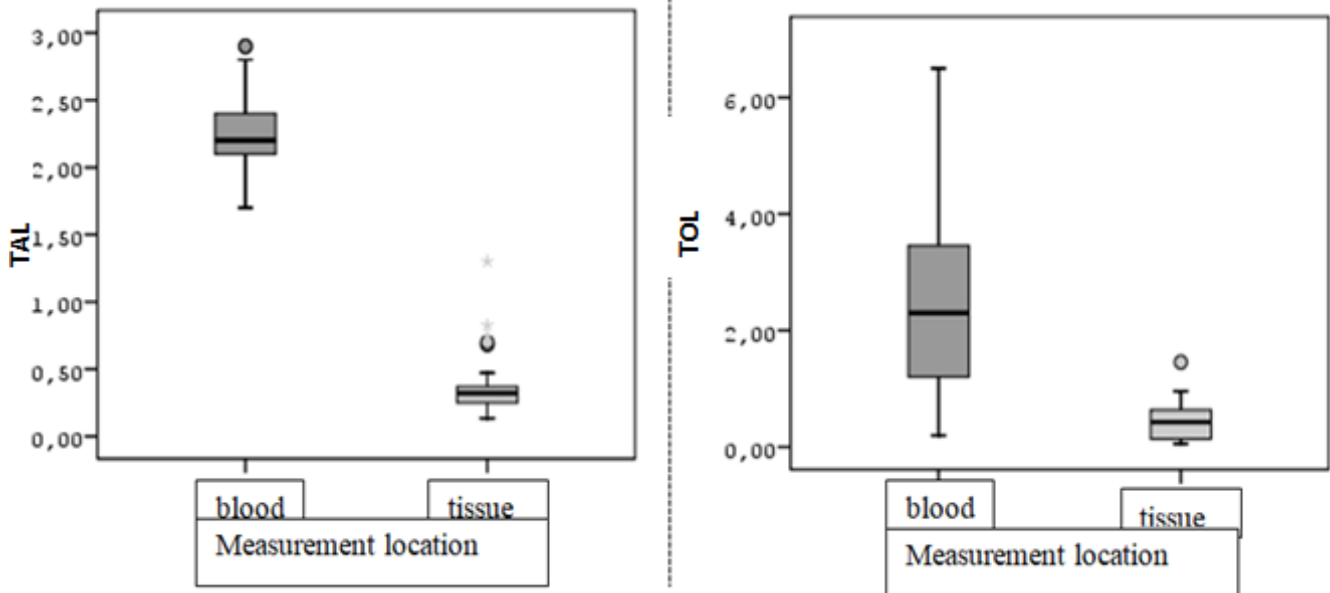 TAL
3,00
2,50
2,00
1,50
1,00
0,50
0,00
blood
tissue
Measurement location
TOL
6,00
4,00
2,00
0,00
blood
tissue
Measurement location